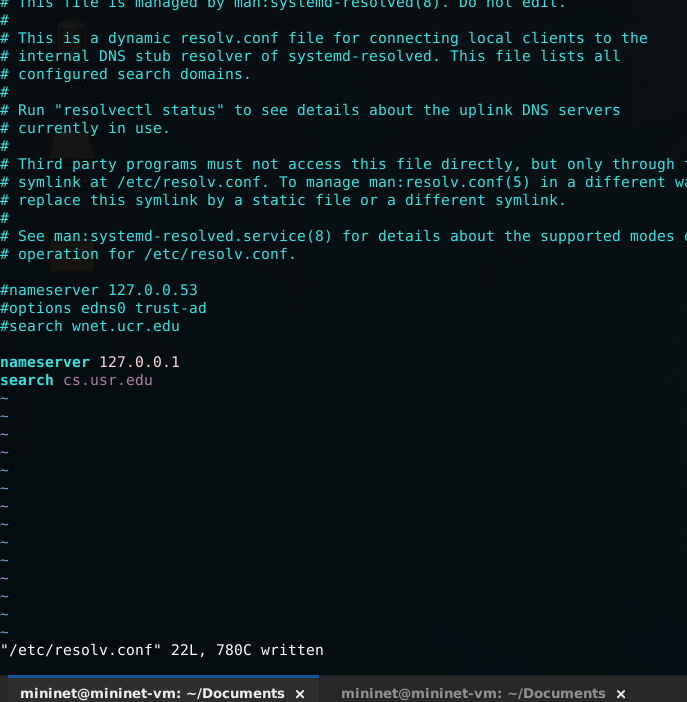 # This file is managed by man:systemd-resolved(8). Do not edit.
#
# This is a dynamic resolv.conf file for connecting local clients to the
# internal DNS stub resolver of systemd-resolved. This file lists all
# configured search domains.
#
# Run "resolvectl status" to see details about the uplink DNS servers
# currently in use.
#
# Third party programs must not access this file directly, but only through
# symlink at /etc/resolv.conf. To manage man:resolv.conf(5) in a different
# replace this symlink by a static file or a different symlink.
#
# See man:systemd-resolved.service(8) for details about the supported modes
# operation for /etc/resolv.conf.
#nameserver 127.0.0.53
#options edns0 trust-ad
#search wnet.ucr.edu
nameserver 127.0.0.1
search cs.usr.edu
~
~
~
~
~
~
~
~
~
~
~
~
~
~
"/etc/resolv.conf" 22L, 780C written
mininet@mininet-vm: ~/Documents × mininet@mininet-vm: ~/Documents ×